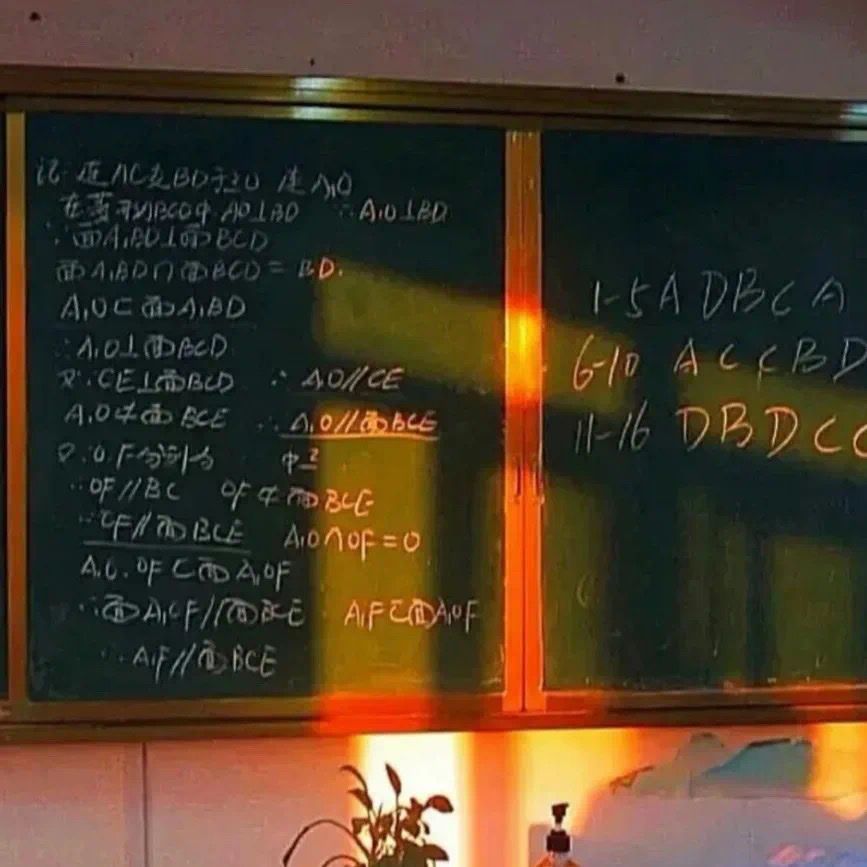 记:连AC交BD于点O 连A₁O
在菱形ABCD中 AO⊥BD ∴A₁O⊥BD
∵面A₁BD⊥面BCD
面A₁BD∩面BCD=BD.
A₁O⊂面A₁BD
∴A₁O⊥面BCD
又∵CE⊥面BCD ∴A₁O//CE
A₁O⊄面BCE ∴A₁O//面BCE
又∵O.F分别为 中点
∴OF//BC OF⊄面BCE
∴OF//面BCE A₁O∩OF=O
A₁O.OF⊂面A₁OF
∴面A₁OF//面BCE A₁F⊂面A₁OF
∴A₁F//面BCE
1-5 A D B C A
6-10 A C C B D
11-16 D B D C C